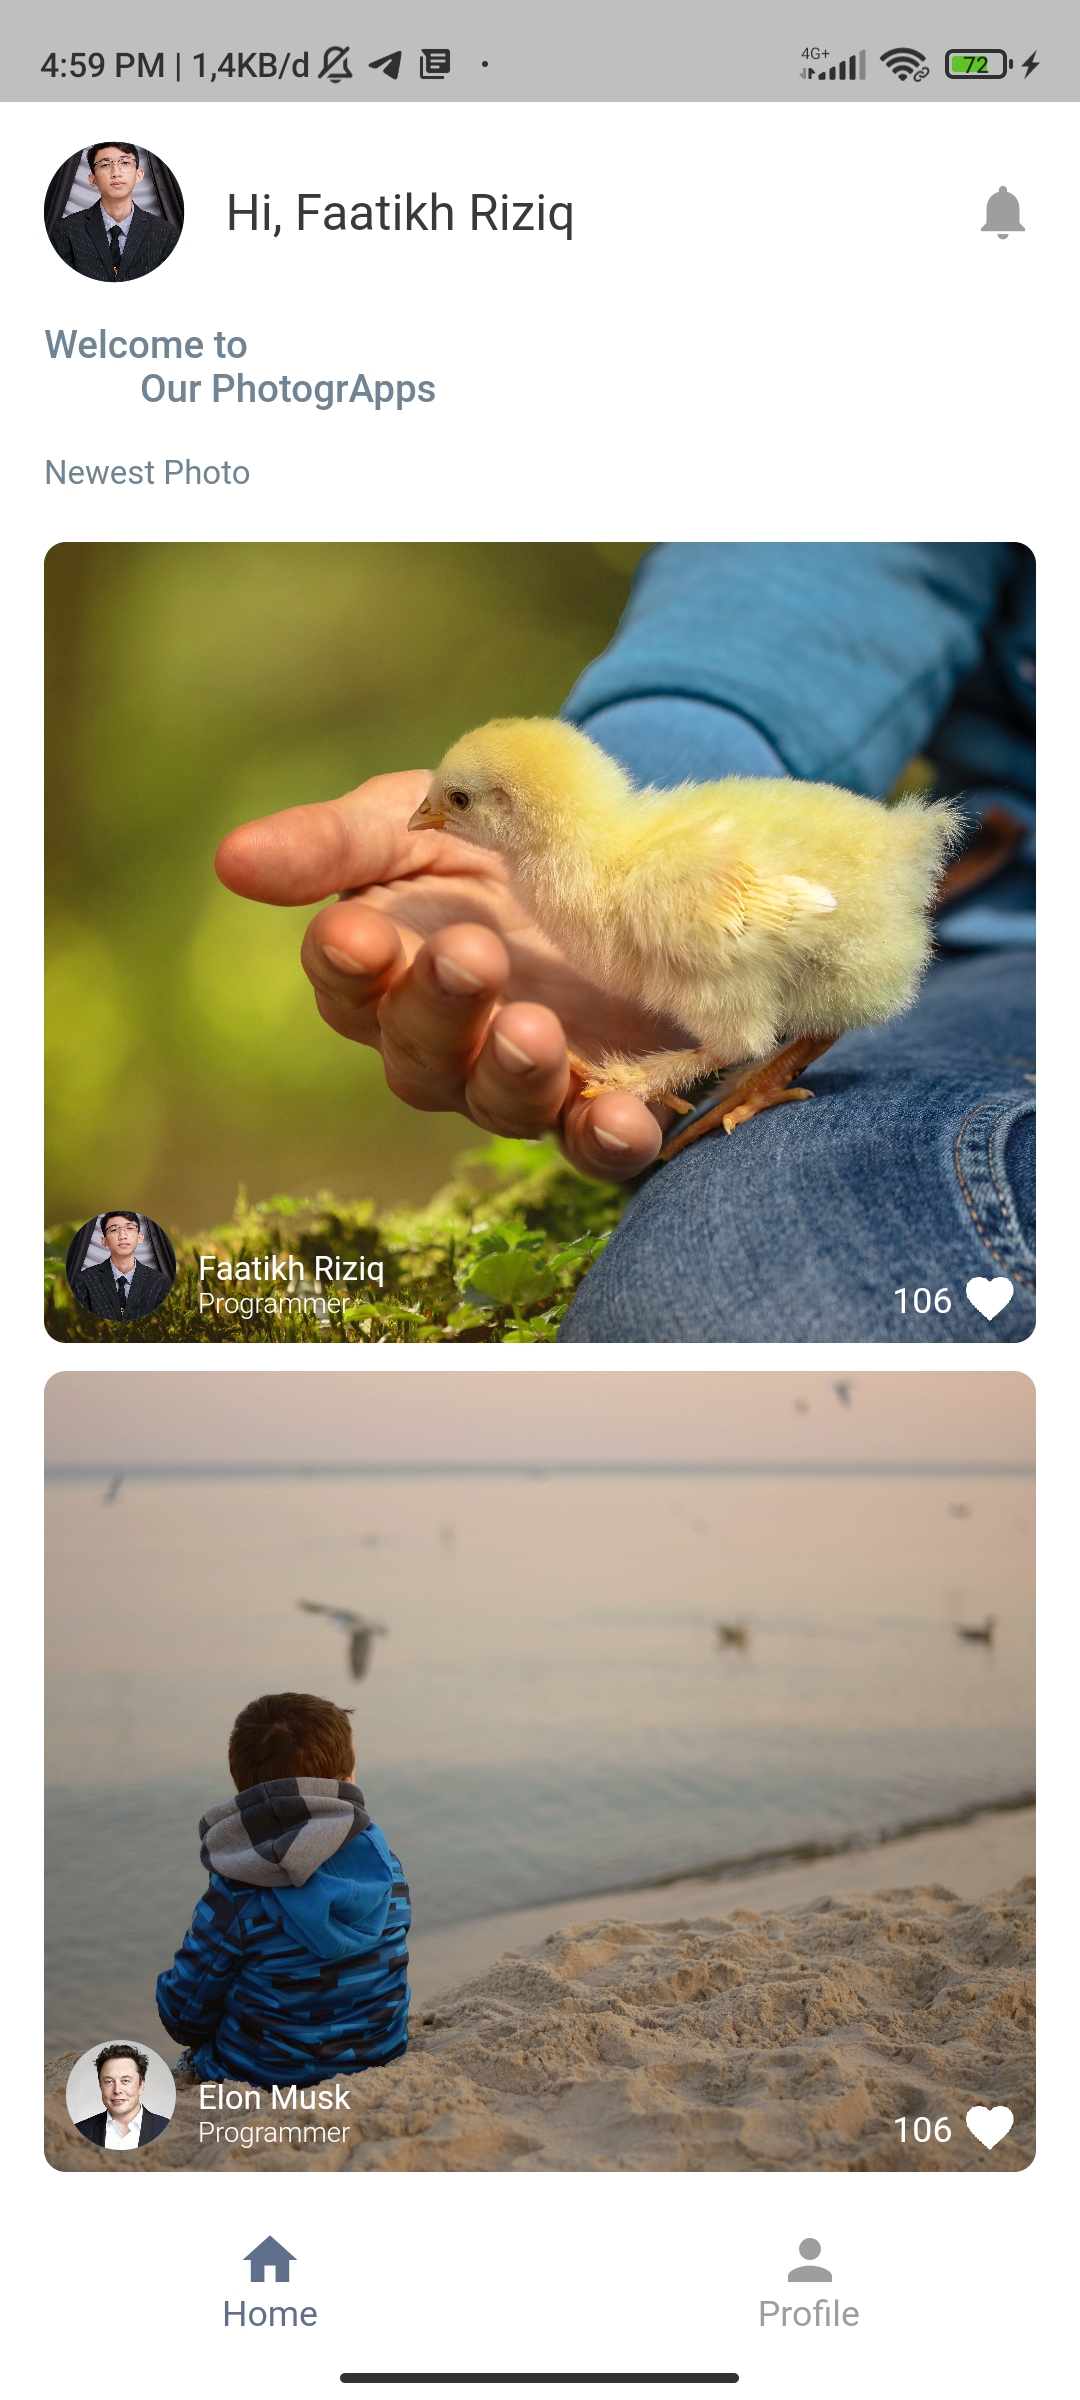 4:59 PM | 1,4KB/d
4G+
72
Hi, Faatikh Riziq
Welcome to
Our PhotogrApps
Newest Photo
Faatikh Riziq
Programmer
106
Elon Musk
Programmer
106
Home
Profile